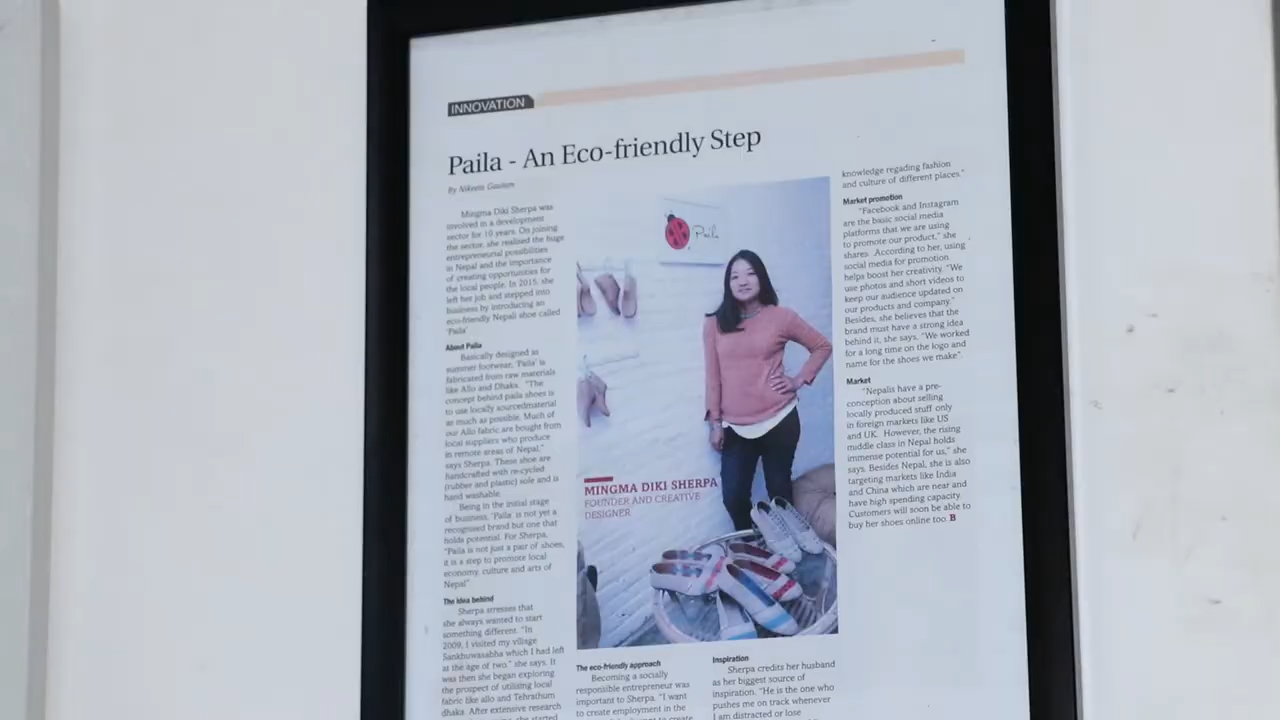 INNOVATION
Paila - An Eco-friendly Step
By Nikeeta Gautam
Mingma Diki Sherpa was
involved in a development
sector for 10 years. On joining
the sector, she realised the huge
entrepreneurial possibilities
in Nepal and the importance
of creating opportunities for
the local people. In 2015, she
left her job and stepped into
business by introducing an
eco-friendly Nepali shoe called
'Paila'
About Paila
Basically designed as
summer footwear, 'Paila' is
fabricated from raw materials
like Allo and Dhaka. "The
concept behind paila shoes is
to use locally sourcedmaterial
as much as possible. Much of
our Allo fabric are bought from
local suppliers who produce
in remote areas of Nepal,"
says Sherpa. These shoe are
handcrafted with re-cycled
(rubber and plastic) sole and is
hand washable.
Being in the initial stage
of business, 'Paila' is not yet a
recognised brand but one that
holds potential. For Sherpa,
"Paila is not just a pair of shoes,
it is a step to promote local
economy, culture and arts of
Nepal"
The idea behind
Sherpa stresses that
she always wanted to start
something different. "In
2009, I visited my village
Sankhuwasabha which I had left
at the age of two," she says. It
was then she began exploring
the prospect of utilising local
fabric like allo and Tehrathum
dhaka. After extensive research
she started
Paila
MINGMA DIKI SHERPA
FOUNDER AND CREATIVE
DESIGNER
The eco-friendly approach
Becoming a socially
responsible entrepreneur was
important to Sherpa. "I want
to create employment in the
want to create
Inspiration
Sherpa credits her husband
as her biggest source of
inspiration. "He is the one who
pushes me on track whenever
I am distracted or lose
knowledge regading fashion
and culture of different places."
Market promotion
"Facebook and Instagram
are the basic social media
platforms that we are using
to promote our product," she
shares. According to her, using
social media for promotion
helps boost her creativity. "We
use photos and short videos to
keep our audience updated on
our products and company."
Besides, she believes that the
brand must have a strong idea
behind it, she says. "We worked
for a long time on the logo and
name for the shoes we make".
Market
"Nepalis have a pre-
conception about selling
locally produced stuff only
in foreign markets like US
and UK. However, the rising
middle class in Nepal holds
immense potential for us," she
says. Besides Nepal, she is also
targeting markets like India
and China which are near and
have high spending capacity.
Customers will soon be able to
buy her shoes online too. B